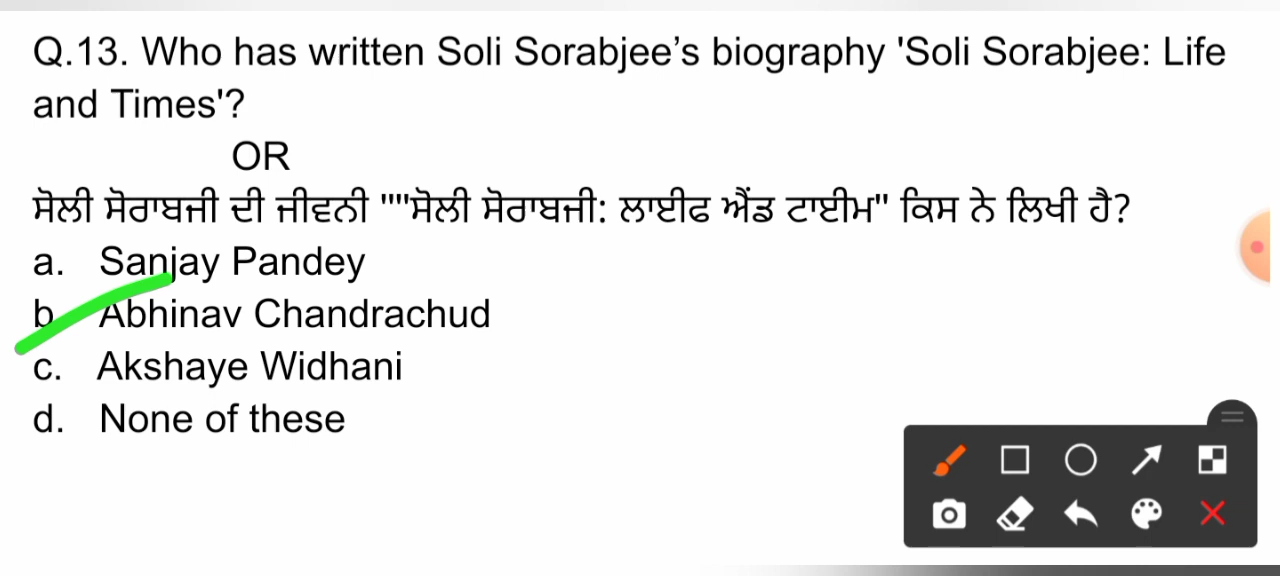 Q.13. Who has written Soli Sorabjee’s biography 'Soli Sorabjee: Life
and Times'?
OR
ਸੋਲੀ ਸੋਰਾਬਜੀ ਦੀ ਜੀਵਨੀ """ਸੋਲੀ ਸੋਰਾਬਜੀ: ਲਾਈਫ ਐਂਡ ਟਾਈਮ" ਕਿਸ ਨੇ ਲਿਖੀ ਹੈ?
a. Sanjay Pandey
b. Abhinav Chandrachud
c. Akshaye Widhani
d. None of these